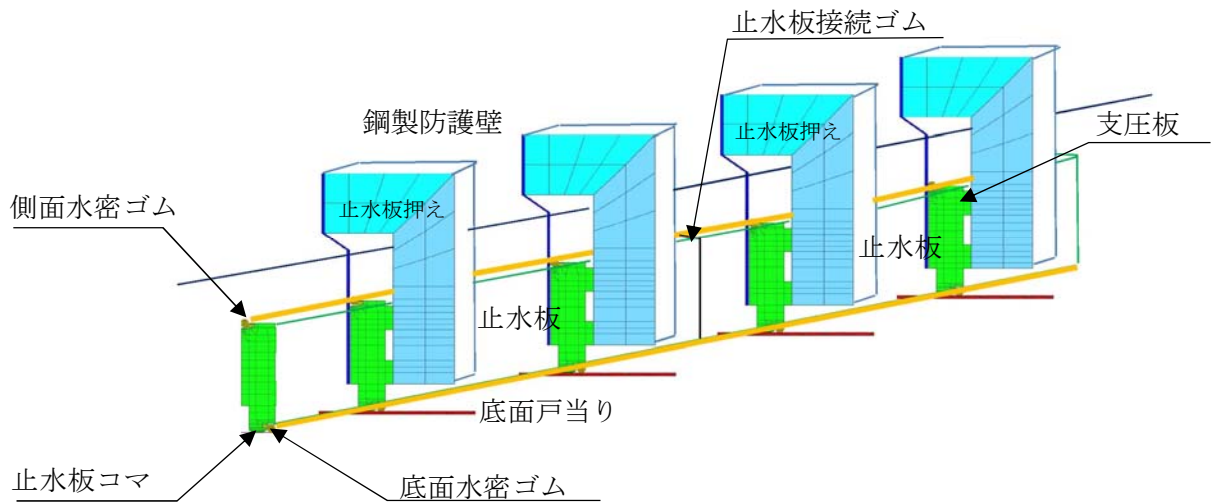 止水板接続ゴム
鋼製防護壁
止水板押え
支圧板
側面水密ゴム
止水板押え
止水板
止水板
底面戸当り
止水板コマ
底面水密ゴム